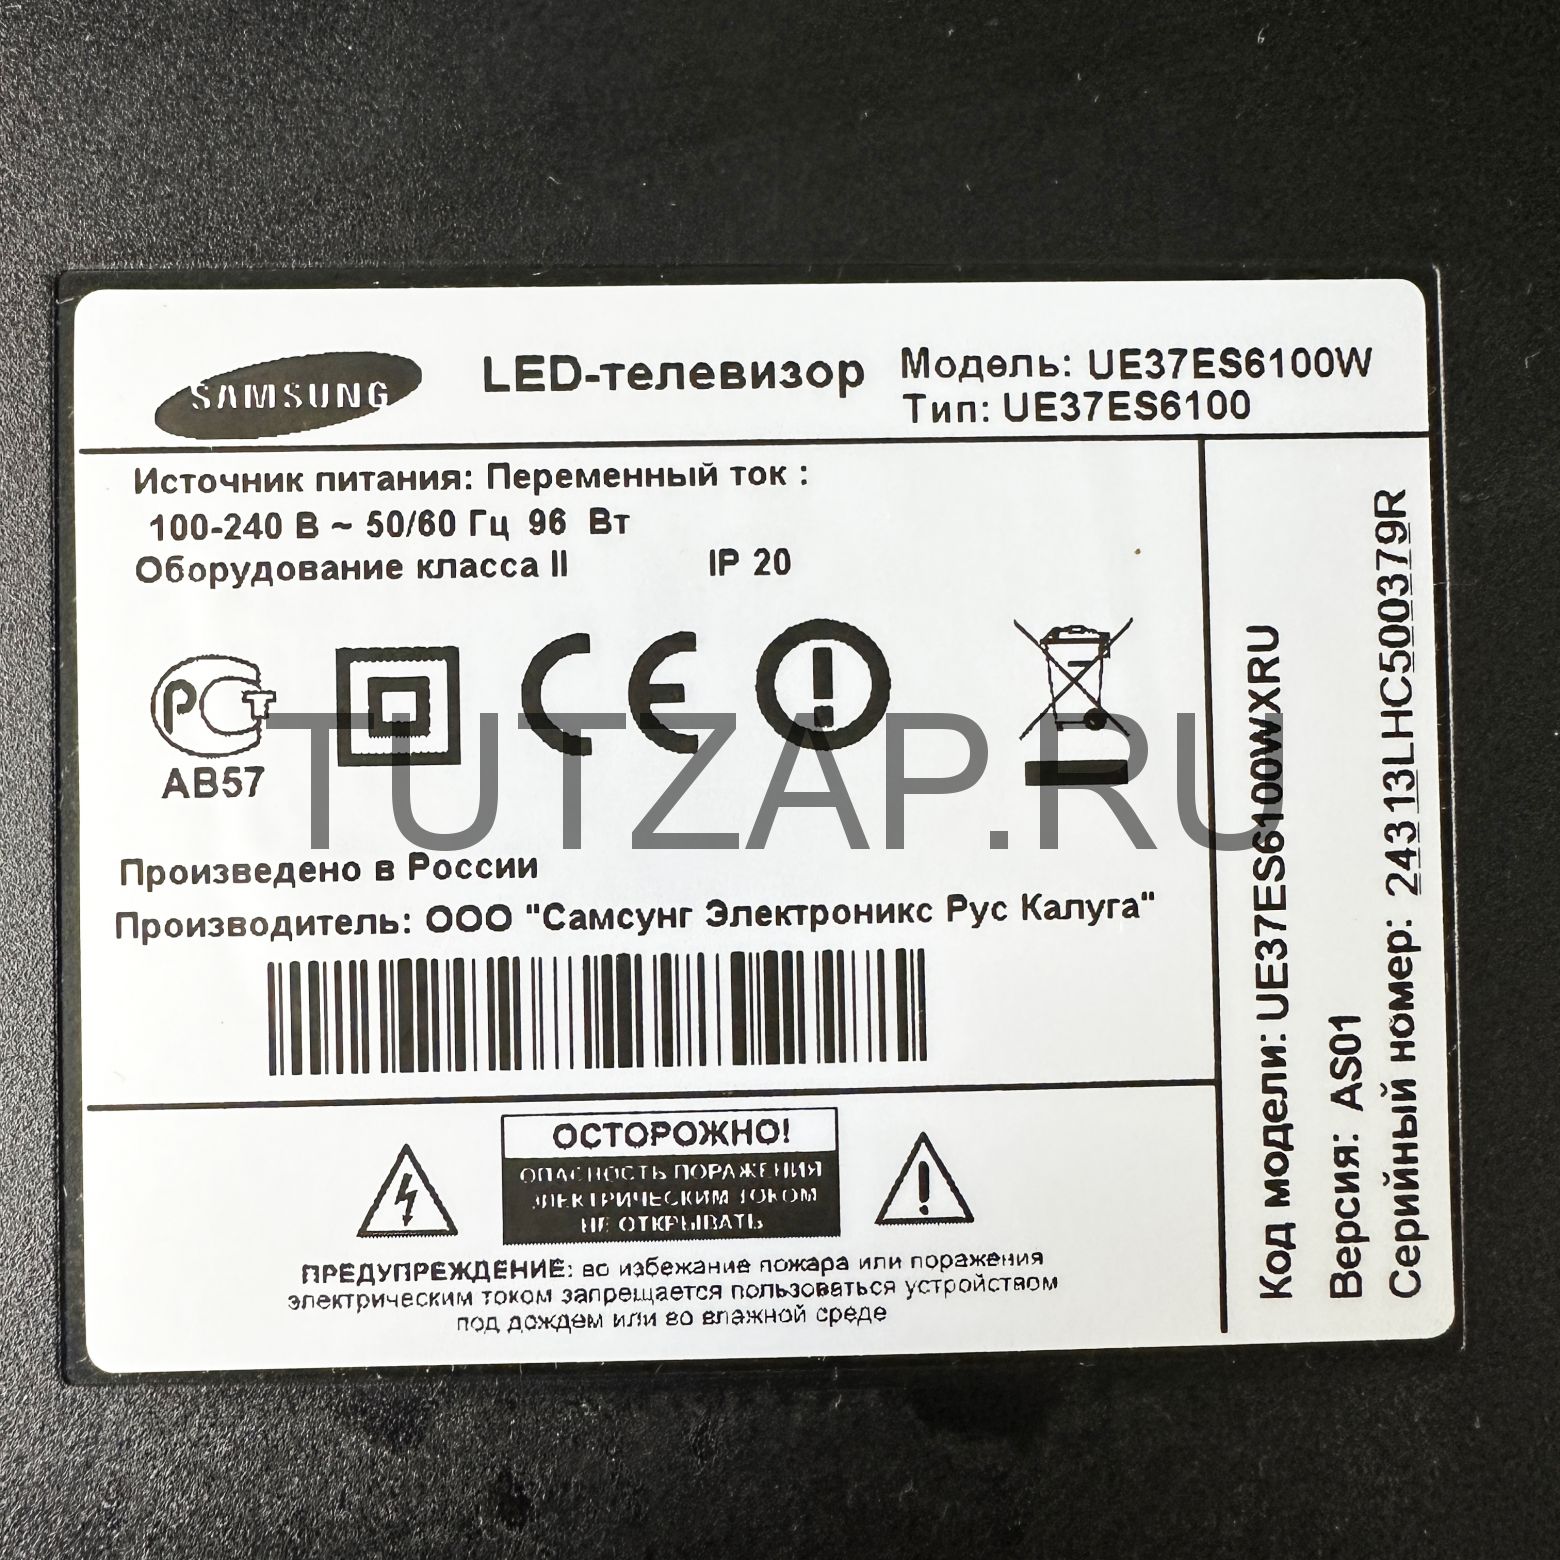 SAMSUNG
LED-телевизор
Модель: UE37ES6100W
Тип: UE37ES6100
Источник питания: Переменный ток :
100-240 В ~ 50/60 Гц 96 Вт
Оборудование класса II IP 20
РСТ
АВ57
CE
TUTZAP.RU
Произведено в России
Производитель: ООО "Самсунг Электроникс Рус Калуга"
ОСТОРОЖНО!
ОПАСНОСТЬ ПОРАЖЕНИЯ
ЭЛЕКТРИЧЕСКИМ ТОКОМ
НЕ ОТКРЫВАТЬ
ПРЕДУПРЕЖДЕНИЕ: во избежание пожара или поражения
электрическим током запрещается пользоваться устройством
под дождем или во влажной среде
Код модели: UE37ES6100WXRU
Версия: AS01
Серийный номер: 24313LHC500379R